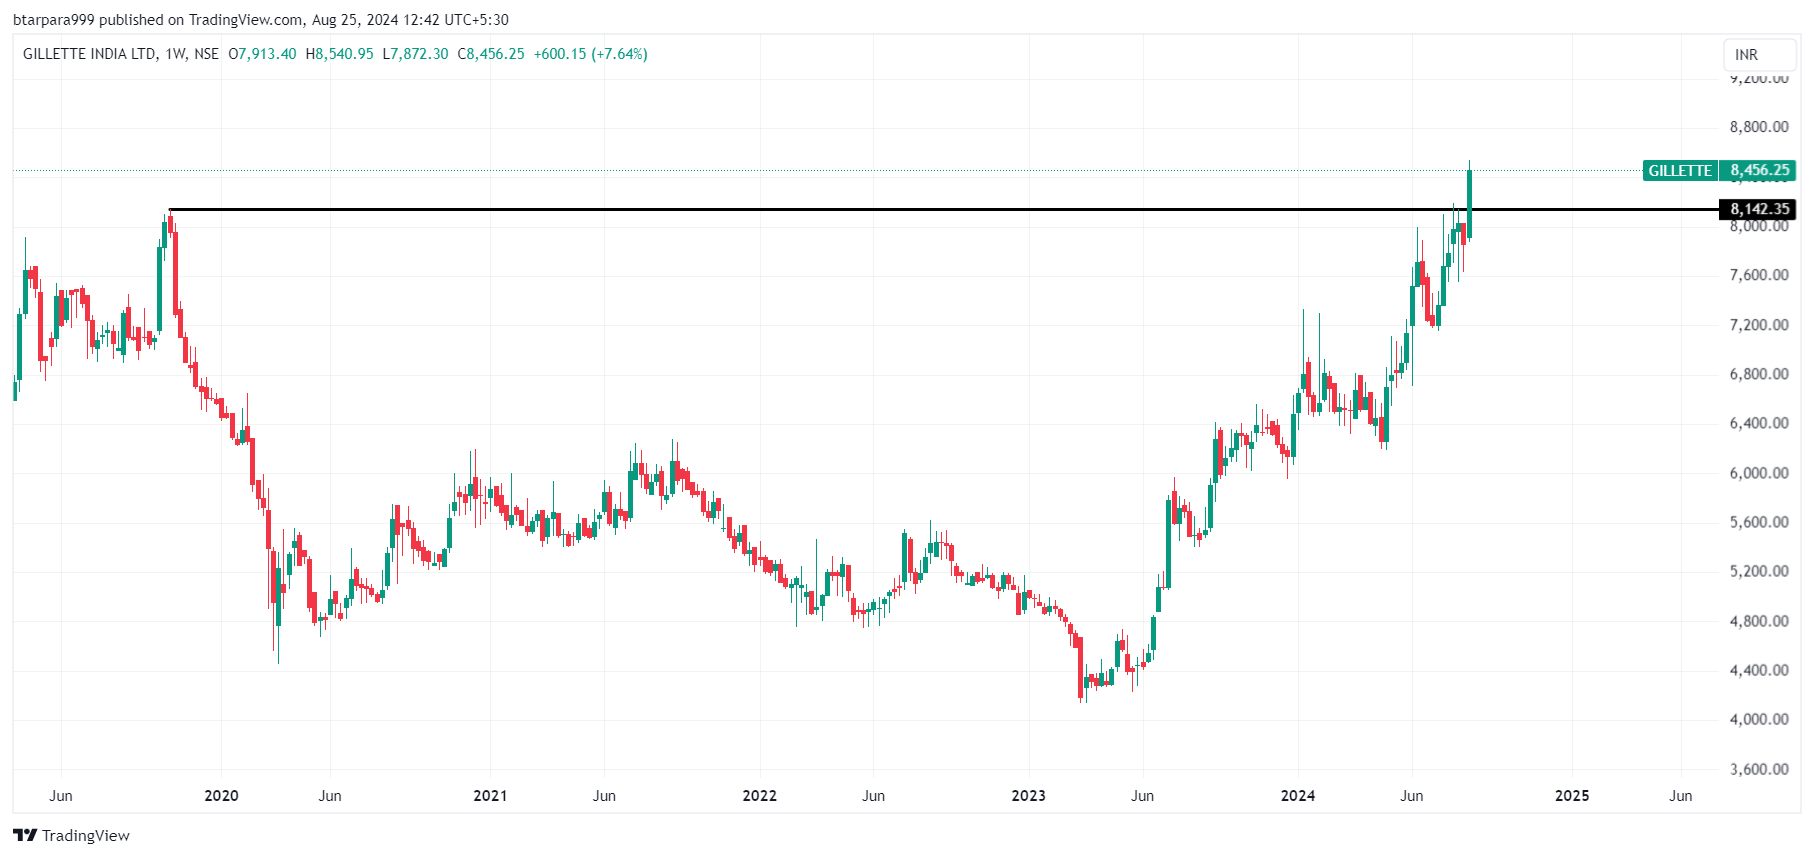 btarpara999 published on TradingView.com, Aug 25, 2024 12:42 UTC+5:30
GILLETTE INDIA LTD, 1W, NSE O7,913.40 H8,540.95 L7,872.30 C8,456.25 +600.15 (+7.64%)
INR
9,200.00
8,800.00
GILLETTE 8,456.25
8,142.35
8,000.00
7,600.00
7,200.00
6,800.00
6,400.00
6,000.00
5,600.00
5,200.00
4,800.00
4,400.00
4,000.00
3,600.00
Jun 2020 Jun 2021 Jun 2022 Jun 2023 Jun 2024 Jun 2025 Jun
TradingView